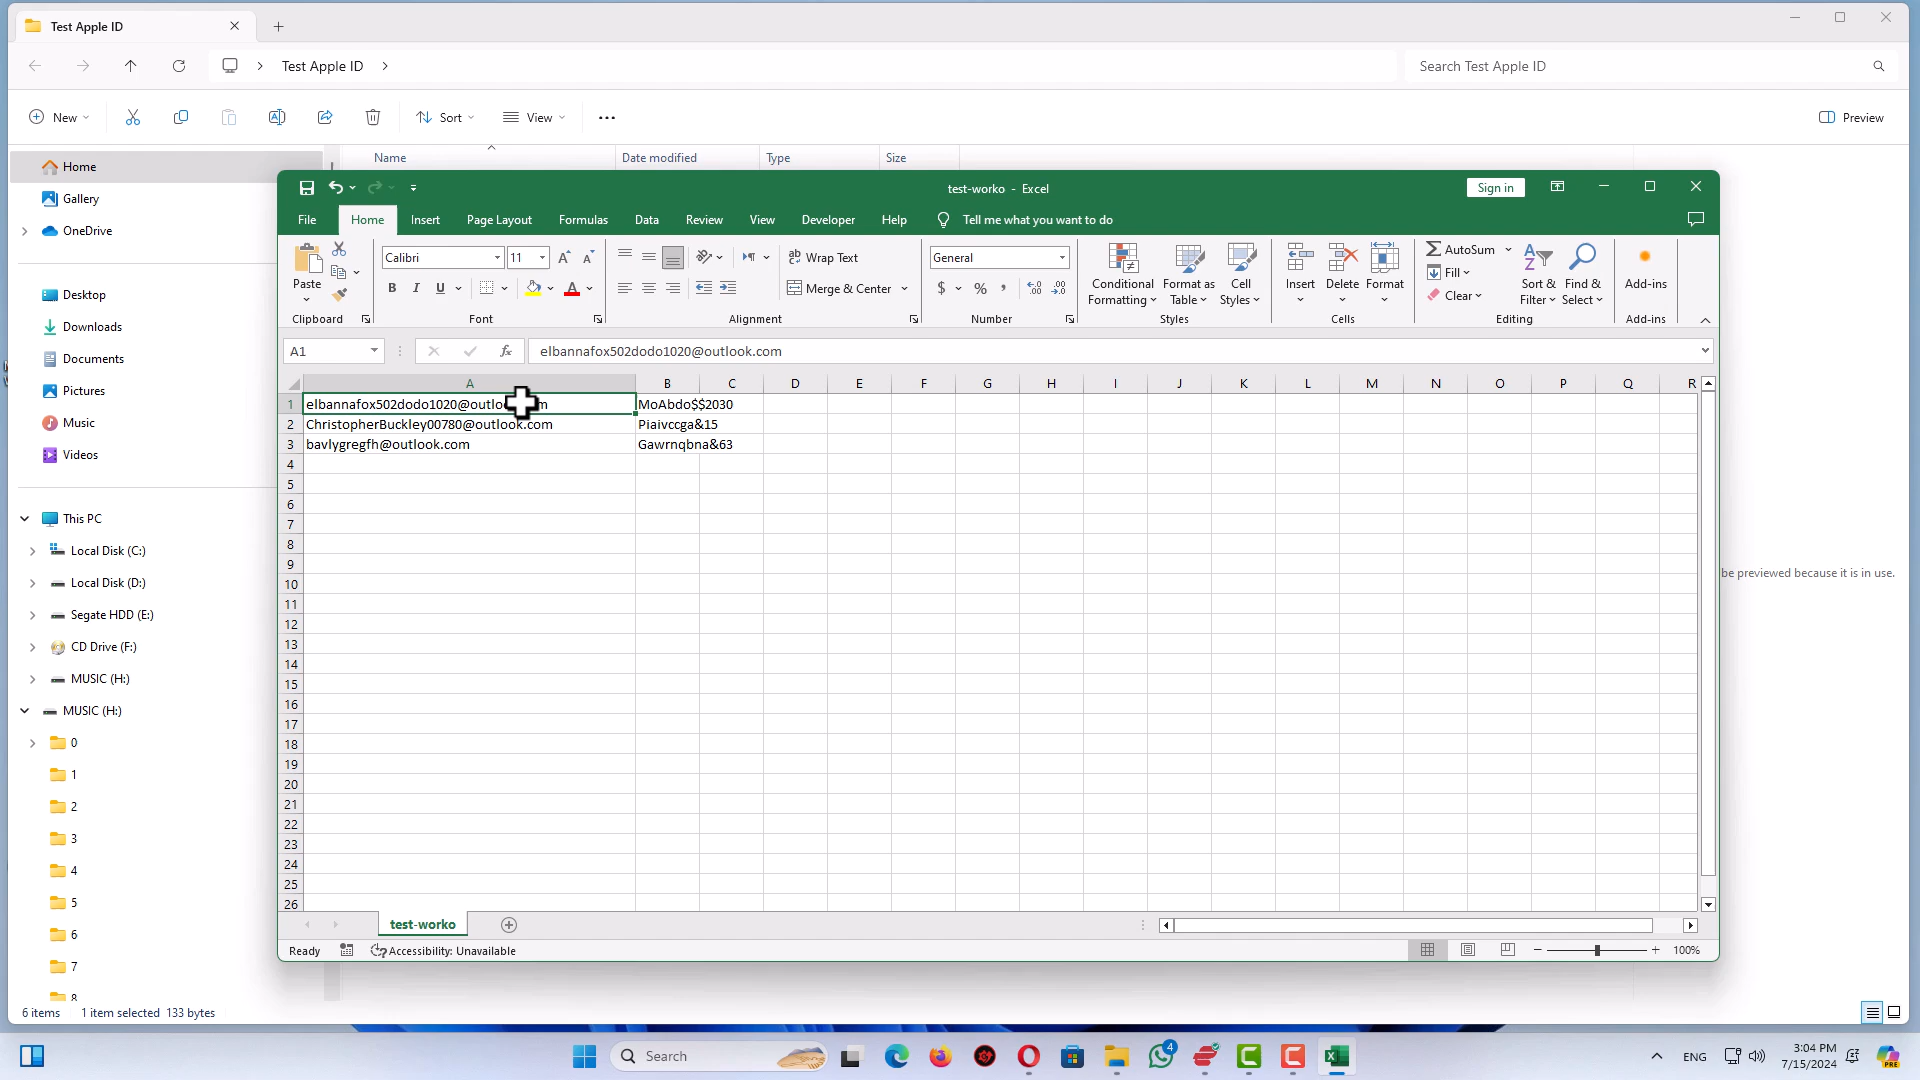 Test Apple ID
Test Apple ID
Search Test Apple ID
New
Sort
View
Preview
Name
Date modified
Type
Size
Home
Gallery
OneDrive
Desktop
Downloads
Documents
Pictures
Music
Videos
This PC
Local Disk (C:)
Local Disk (D:)
Segate HDD (E:)
CD Drive (F:)
MUSIC (H:)
MUSIC (H:)
0
1
2
3
4
5
6
7
8
6 items 1 item selected 133 bytes
be previewed because it is in use.
test-worko - Excel
Sign in
File Home Insert Page Layout Formulas Data Review View Developer Help Tell me what you want to do
Paste
Clipboard
Calibri 11
B I U
Font
Wrap Text
Merge & Center
Alignment
General
$ % ,
Number
Conditional Formatting
Format as Table
Cell Styles
Styles
Insert
Delete
Format
Cells
AutoSum
Fill
Clear
Sort & Filter
Find & Select
Editing
Add-ins
Add-ins
A1
fx
elbannafox502dodo1020@outlook.com
A B C D E F G H I J K L M N O P Q R
1 MoAbdo$$2030
2 ChristopherBuckley00780@outlook.com Piaivccga&15
3 bavlygregfh@outlook.com Gawrnqbna&63
4
5
6
7
8
9
10
11
12
13
14
15
16
17
18
19
20
21
22
23
24
25
26
test-worko
Ready
Accessibility: Unavailable
100%
Search
4
ENG
3:04 PM
7/15/2024
PRE